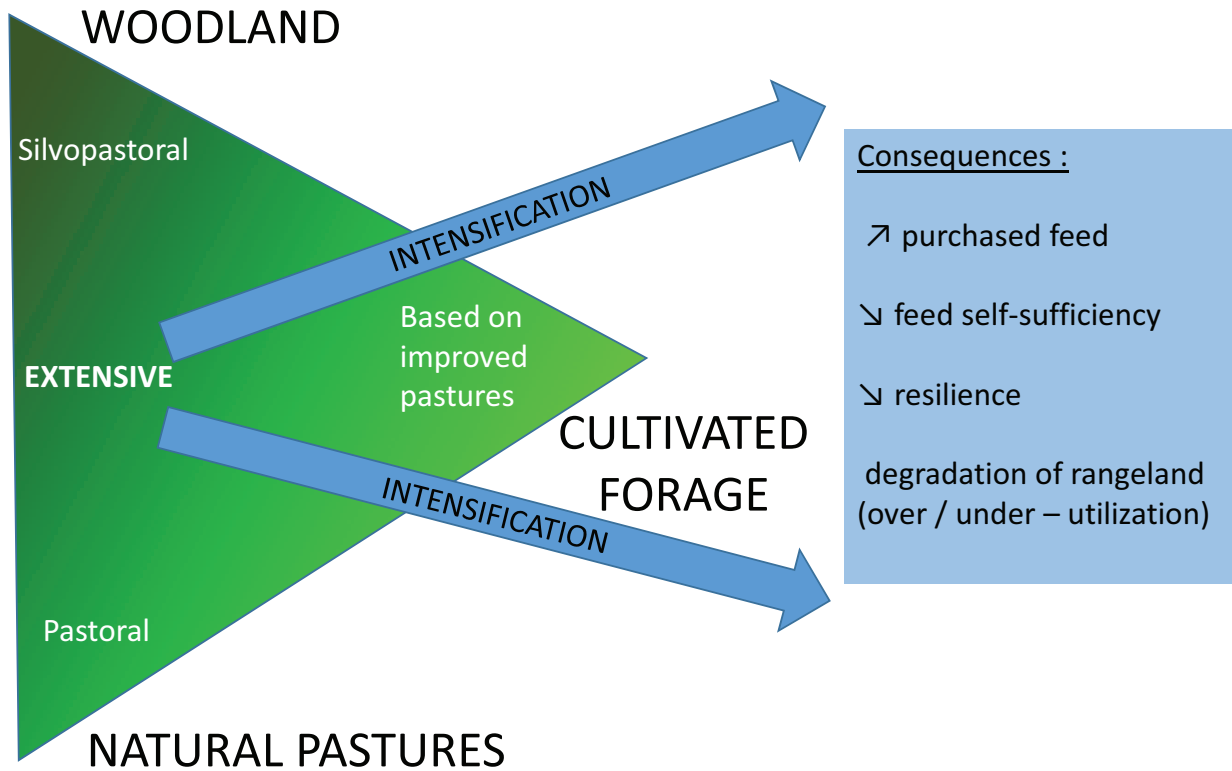 WOODLAND
Silvopastoral
INTENSIFICATION
EXTENSIVE
Based on
improved
pastures
CULTIVATED
FORAGE
INTENSIFICATION
Pastoral
NATURAL PASTURES
Consequences :
↗ purchased feed
↘ feed self-sufficiency
↘ resilience
degradation of rangeland
(over / under – utilization)